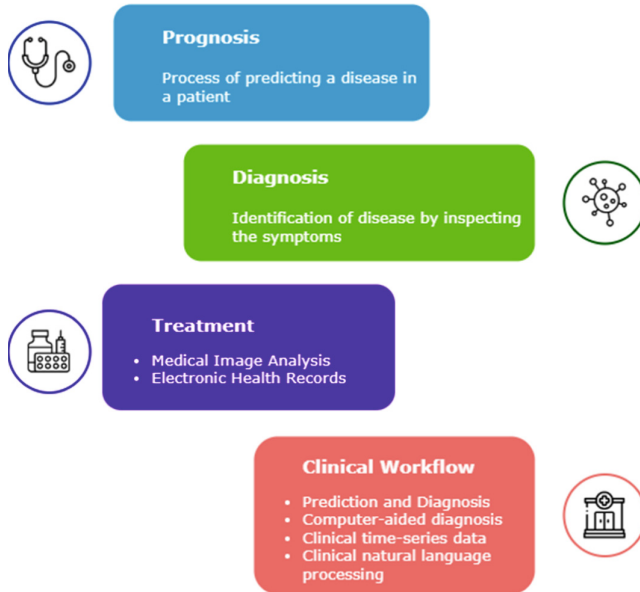 Prognosis
Process of predicting a disease in
a patient
Diagnosis
Identification of disease by inspecting
the symptoms
Treatment
• Medical Image Analysis
• Electronic Health Records
Clinical Workflow
• Prediction and Diagnosis
• Computer-aided diagnosis
• Clinical time-series data
• Clinical natural language
processing